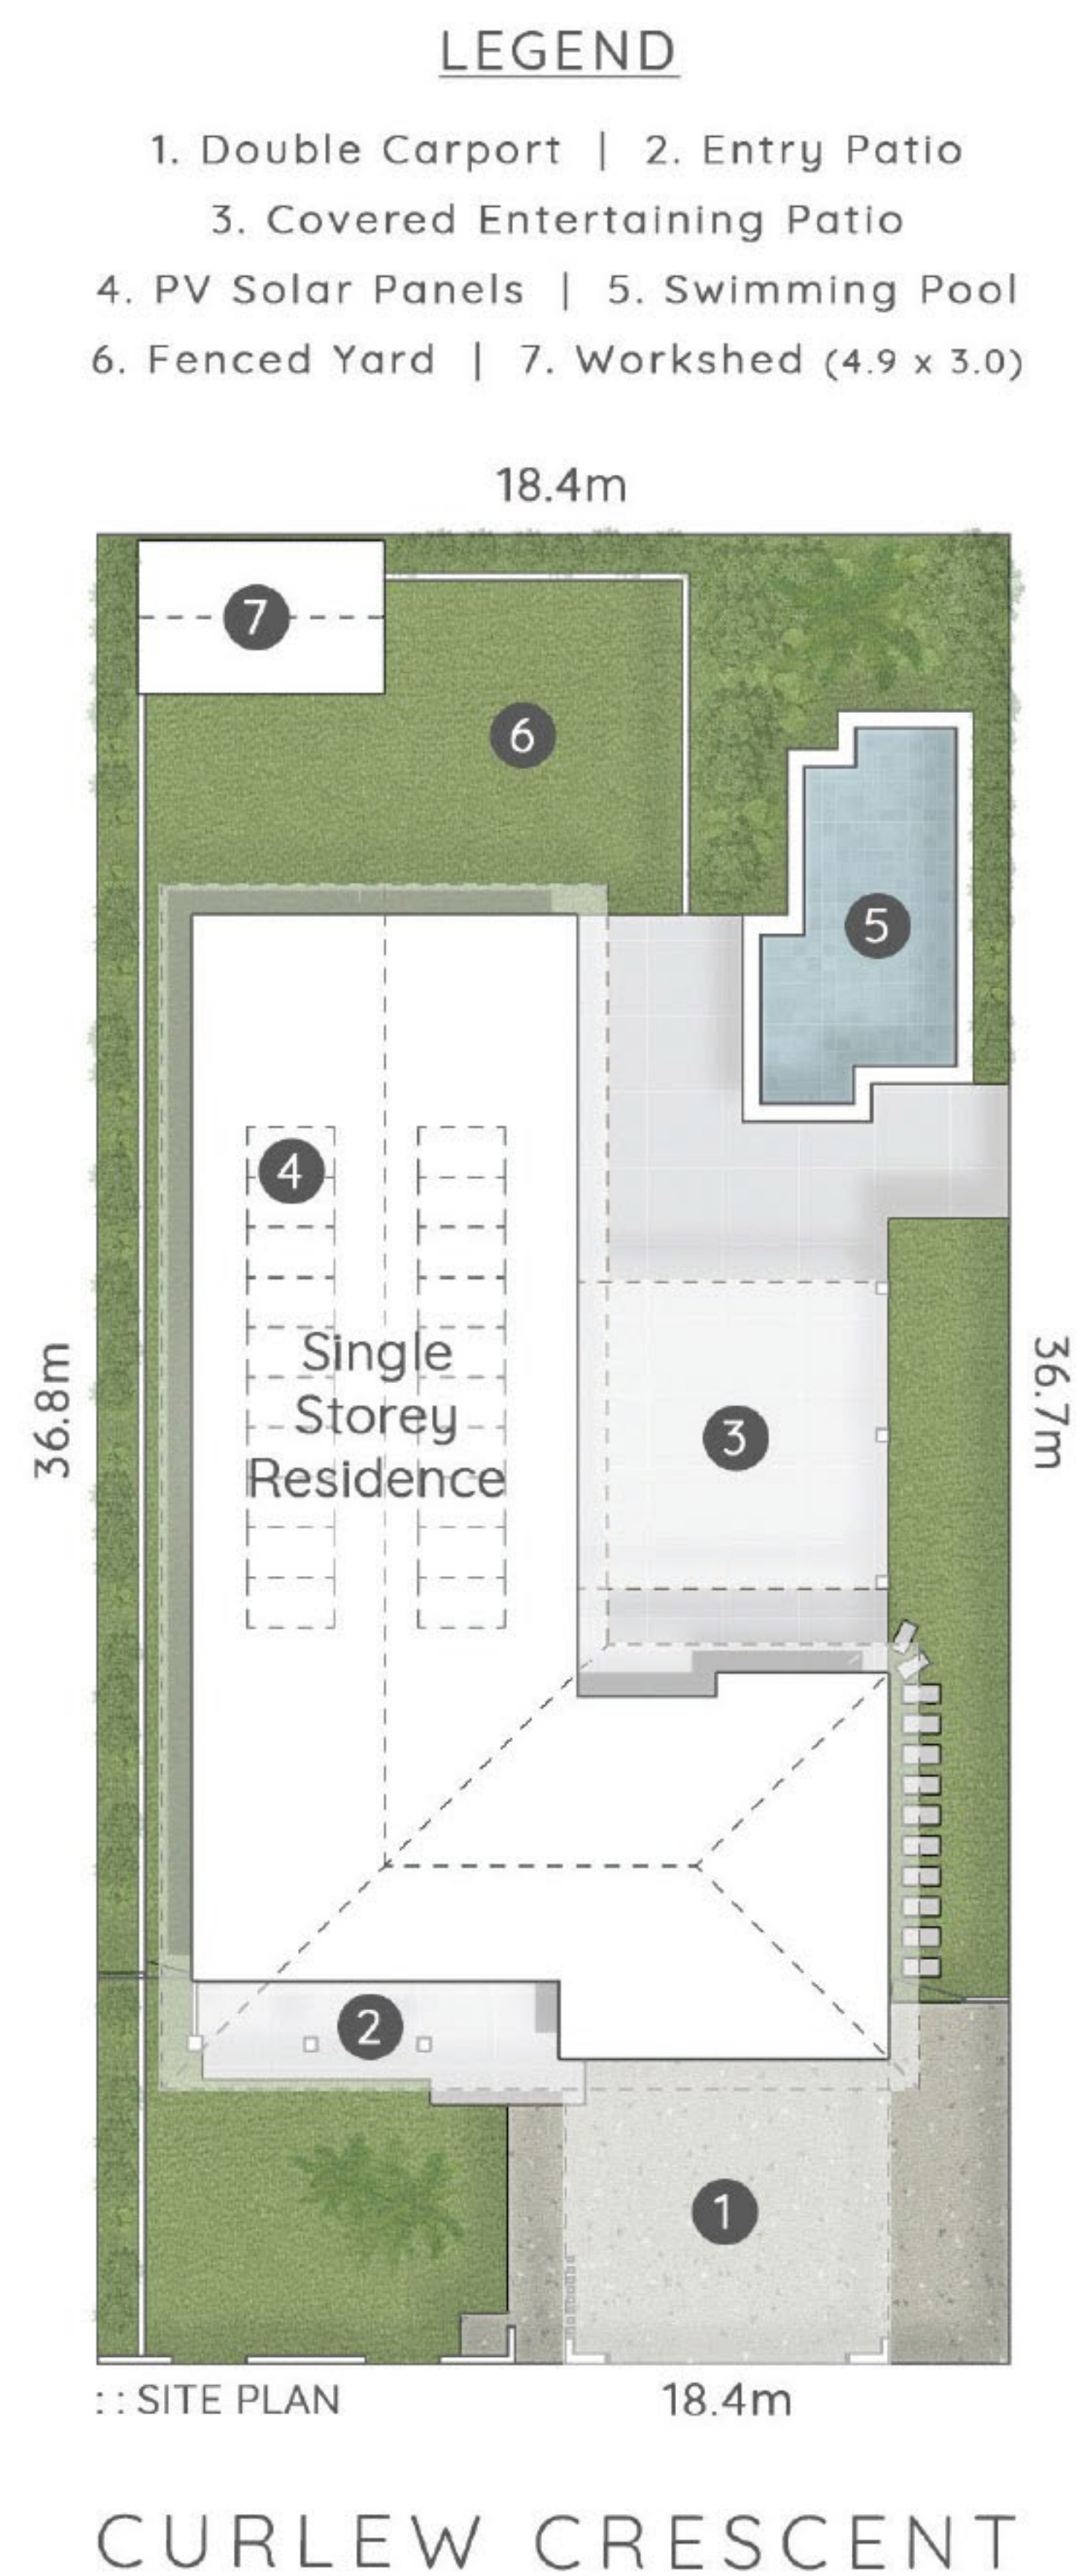 LEGEND
1. Double Carport | 2. Entry Patio
3. Covered Entertaining Patio
4. PV Solar Panels | 5. Swimming Pool
6. Fenced Yard | 7. Workshed (4.9 x 3.0)
18.4m
7
6
5
4
Single
Storey
Residence
36.8m
36.7m
3
2
1
:: SITE PLAN
18.4m
CURLEW CRESCENT